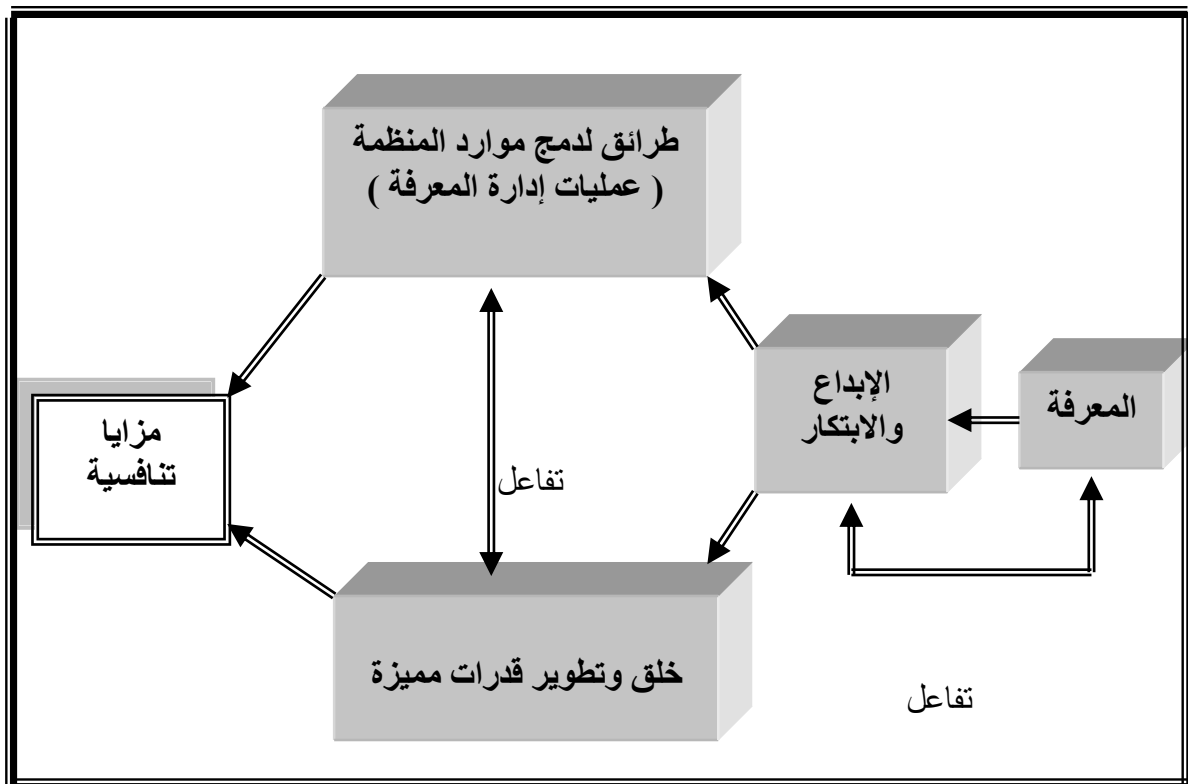 طرائق لدمج موارد المنظمة
( عمليات إدارة المعرفة )
الإبداع
والابتكار
المعرفة
مزايا
تنافسية
تفاعل
خلق وتطوير قدرات مميزة
تفاعل